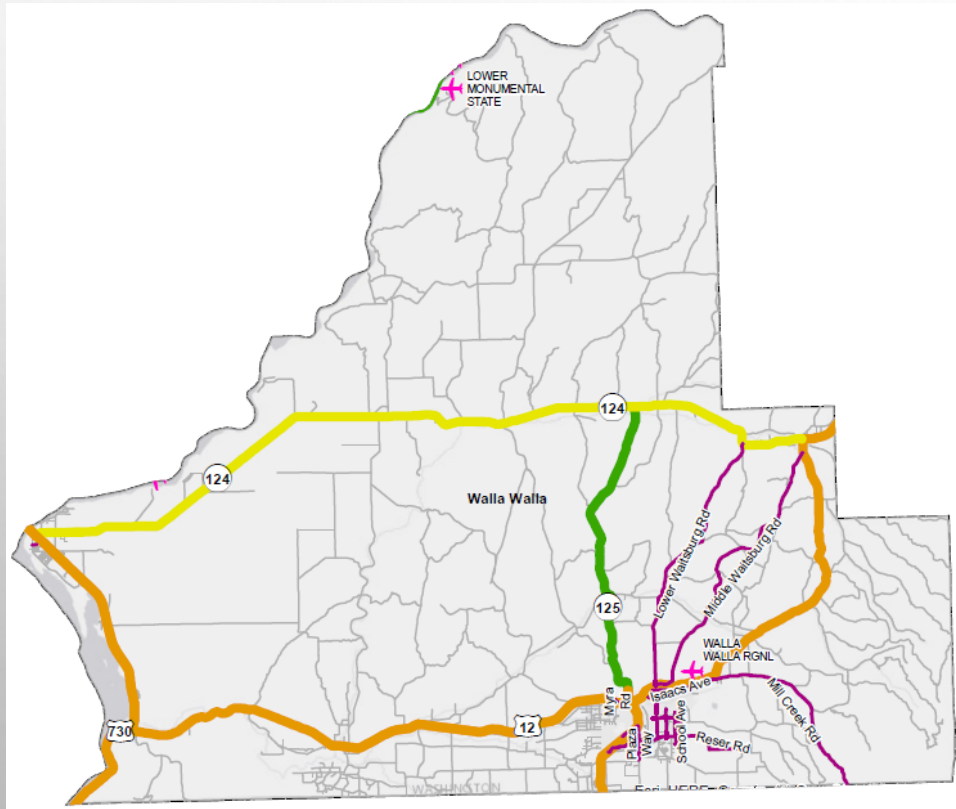 LOWER
MONUMENTAL
STATE
124
124
Walla Walla
Lower Waitsburg Rd
Middle Waitsburg Rd
125
WALLA
WALLA RGNL
Isaacs Ave
Mill Creek Rd
Myra
Rd
12
730
Plaza
Way
School Ave
Reser Rd
WASHINGTON